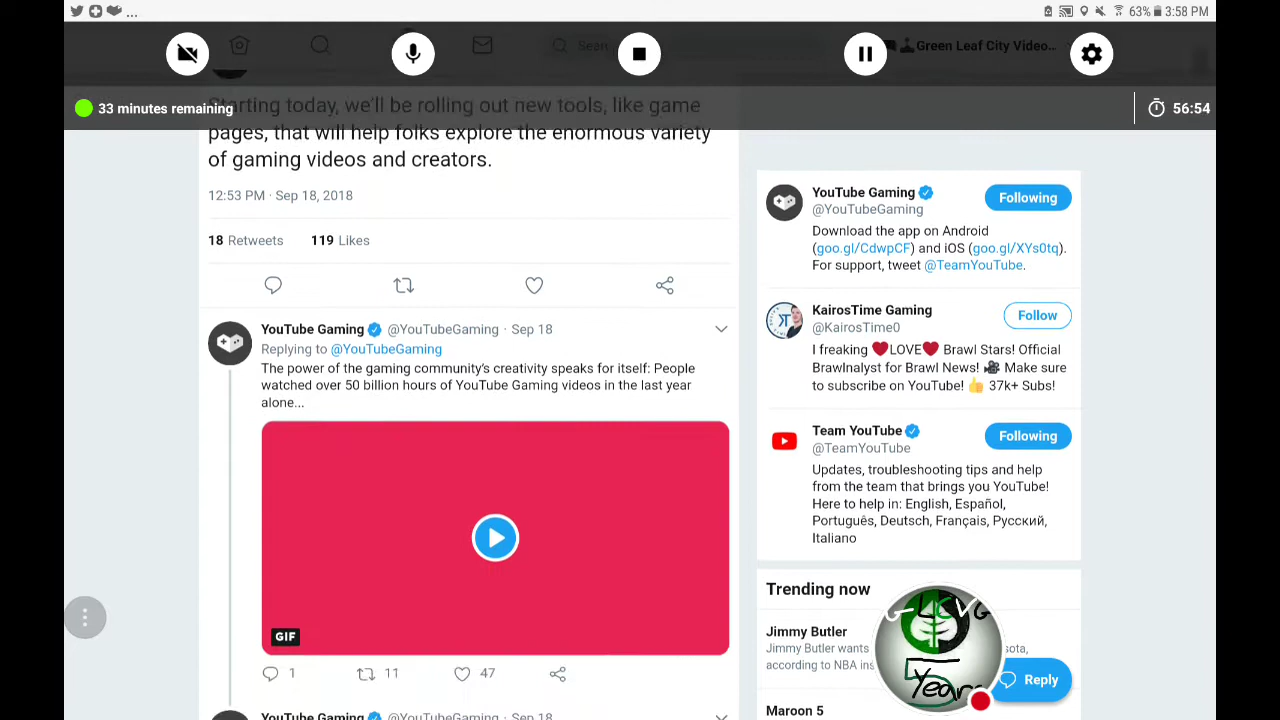 ... 63% 3:58 PM
Sear
Green Leaf City Video...
33 minutes remaining
56:54
Starting today, we'll be rolling out new tools, like game
pages, that will help folks explore the enormous variety
of gaming videos and creators.
12:53 PM · Sep 18, 2018
18 Retweets 119 Likes
YouTube Gaming @YouTubeGaming · Sep 18
Replying to @YouTubeGaming
The power of the gaming community's creativity speaks for itself: People
watched over 50 billion hours of YouTube Gaming videos in the last year
alone...
GIF
1 11 47
YouTube Gaming @YouTubeGaming · Sep 18
YouTube Gaming
@YouTubeGaming
Following
Download the app on Android
(goo.gl/CdwpCF) and iOS (goo.gl/XYs0tq).
For support, tweet @TeamYouTube.
KairosTime Gaming
@KairosTime0
Follow
I freaking ❤LOVE❤ Brawl Stars! Official
Brawlnalyst for Brawl News! 🎥 Make sure
to subscribe on YouTube! 👍 37k+ Subs!
Team YouTube
@TeamYouTube
Following
Updates, troubleshooting tips and help
from the team that brings you YouTube!
Here to help in: English, Español,
Português, Deutsch, Français, Русский,
Italiano
Trending now
Jimmy Butler
Jimmy Butler wants
according to NBA
G-LCVG
5
Years
Reply
Maroon 5